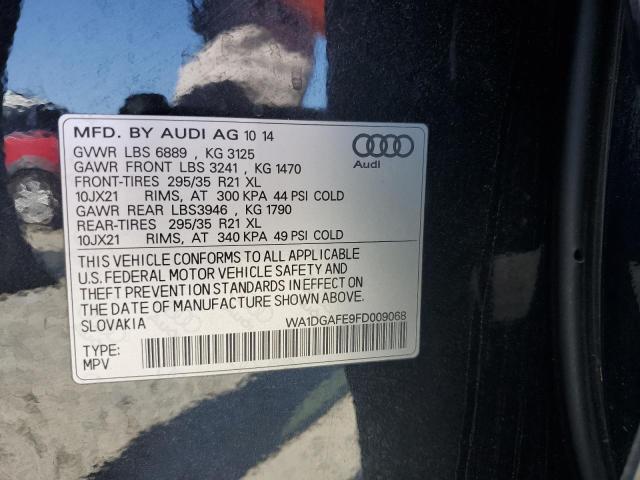 MFD. BY AUDI AG 10 14
GVWR LBS 6889 , KG 3125
GAWR FRONT LBS 3241 , KG 1470
FRONT-TIRES 295/35 R21 XL
10JX21 RIMS, AT 300 KPA 44 PSI COLD
GAWR REAR LBS3946 , KG 1790
REAR-TIRES 295/35 R21 XL
10JX21 RIMS, AT 340 KPA 49 PSI COLD
Audi
THIS VEHICLE CONFORMS TO ALL APPLICABLE
U.S. FEDERAL MOTOR VEHICLE SAFETY AND
THEFT PREVENTION STANDARDS IN EFFECT ON
THE DATE OF MANUFACTURE SHOWN ABOVE.
SLOVAKIA WA1DGAFE9FD009068
TYPE:
MPV